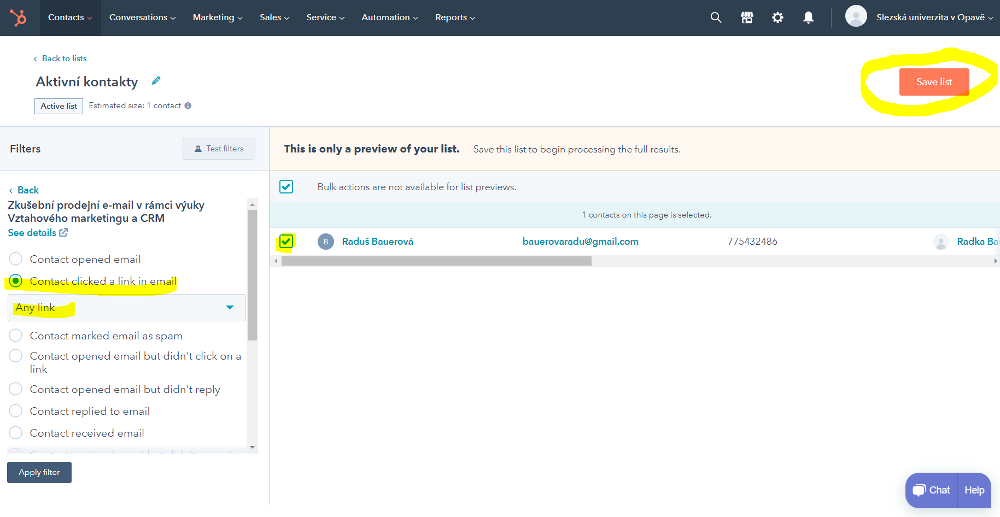 Contacts Conversations Marketing Sales Service Automation Reports Slezská univerzita v Opavě
Back to lists
Aktivní kontakty
Save list
Active list Estimated size: 1 contact
Filters
Test filters
This is only a preview of your list. Save this list to begin processing the full results.
Back
Zkušební prodejní e-mail v rámci výuky
Vztahového marketingu a CRM
See details
Contact opened email
Contact clicked a link in email
Any link
Contact marked email as spam
Contact opened email but didn't click on a
link
Contact opened email but didn't reply
Contact replied to email
Contact received email
Apply filter
Bulk actions are not available for list previews.
1 contacts on this page is selected.
B Raduš Bauerová bauerovaradu@gmail.com 775432486 Radka Ba
Chat Help